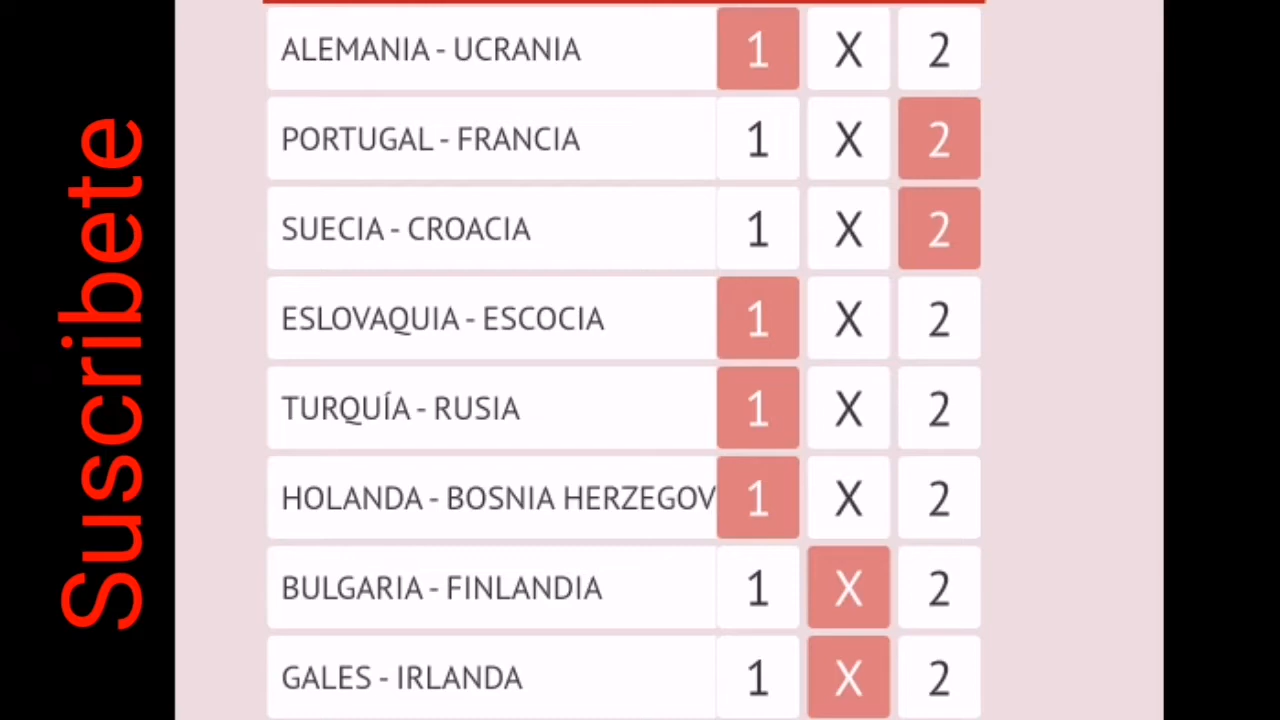 Suscribete
ALEMANIA - UCRANIA 1 X 2
PORTUGAL - FRANCIA 1 X 2
SUECIA - CROACIA 1 X 2
ESLOVAQUIA - ESCOCIA 1 X 2
TURQUÍA - RUSIA 1 X 2
HOLANDA - BOSNIA HERZEGOV 1 X 2
BULGARIA - FINLANDIA 1 X 2
GALES - IRLANDA 1 X 2